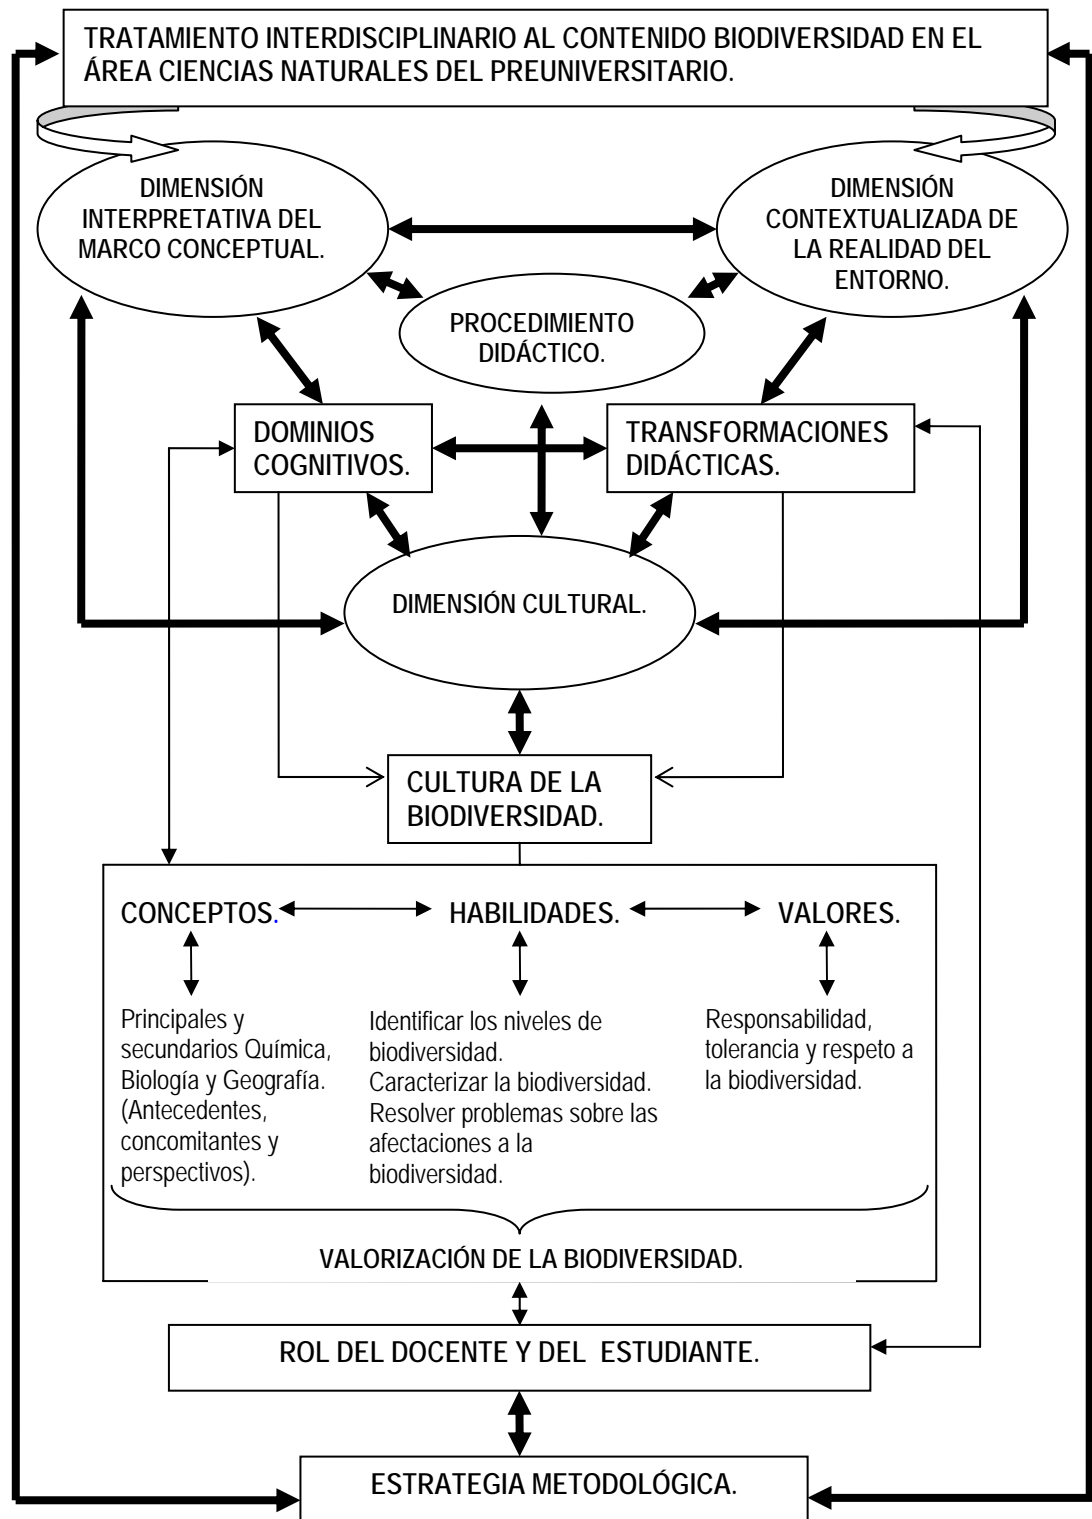 TRATAMIENTO INTERDISCIPLINARIO AL CONTENIDO BIODIVERSIDAD EN EL
ÁREA CIENCIAS NATURALES DEL PREUNIVERSITARIO.
DIMENSIÓN
INTERPRETATIVA DEL
MARCO CONCEPTUAL.
DIMENSIÓN
CONTEXTUALIZADA DE
LA REALIDAD DEL
ENTORNO.
PROCEDIMIENTO
DIDÁCTICO.
DOMINIOS
COGNITIVOS.
TRANSFORMACIONES
DIDÁCTICAS.
DIMENSIÓN CULTURAL.
CULTURA DE LA
BIODIVERSIDAD.
CONCEPTOS.
HABILIDADES.
VALORES.
Principales y
secundarios Química,
Biología y Geografía.
(Antecedentes,
concomitantes y
perspectivos).
Identificar los niveles de
biodiversidad.
Caracterizar la biodiversidad.
Resolver problemas sobre las
afectaciones a la
biodiversidad.
Responsabilidad,
tolerancia y respeto a
la biodiversidad.
VALORIZACIÓN DE LA BIODIVERSIDAD.
ROL DEL DOCENTE Y DEL  ESTUDIANTE.
ESTRATEGIA METODOLÓGICA.